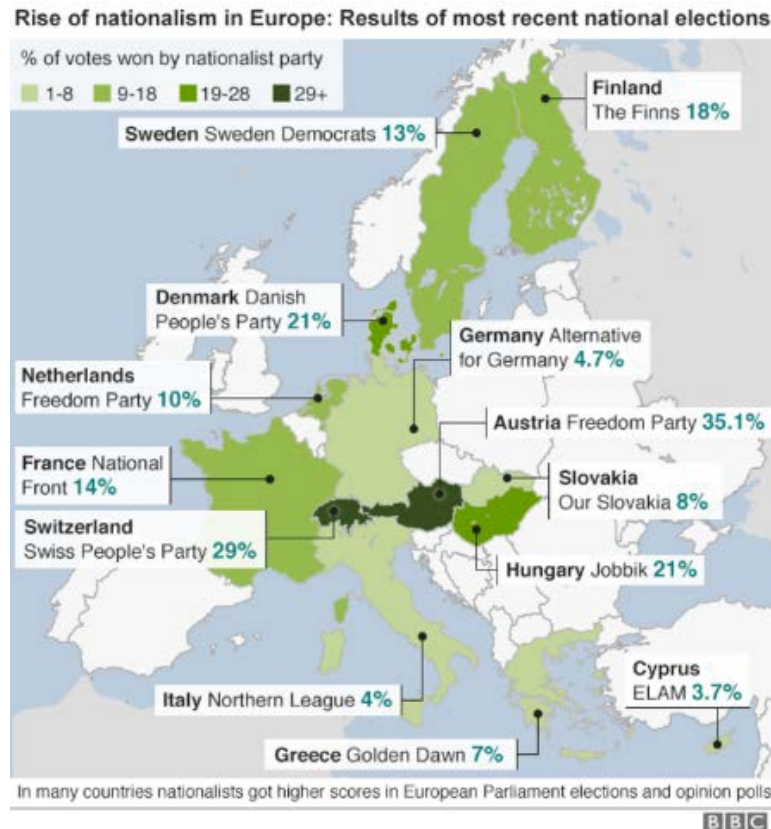 Rise of nationalism in Europe: Results of most recent national elections
% of votes won by nationalist party
1-8 9-18 19-28 29+
Finland
The Finns 18%
Sweden Sweden Democrats 13%
Denmark Danish
People's Party 21%
Germany Alternative
for Germany 4.7%
Netherlands
Freedom Party 10%
Austria Freedom Party 35.1%
France National
Front 14%
Slovakia
Our Slovakia 8%
Switzerland
Swiss People's Party 29%
Hungary Jobbik 21%
Italy Northern League 4%
Cyprus
ELAM 3.7%
Greece Golden Dawn 7%
In many countries nationalists got higher scores in European Parliament elections and opinion polls
BBC